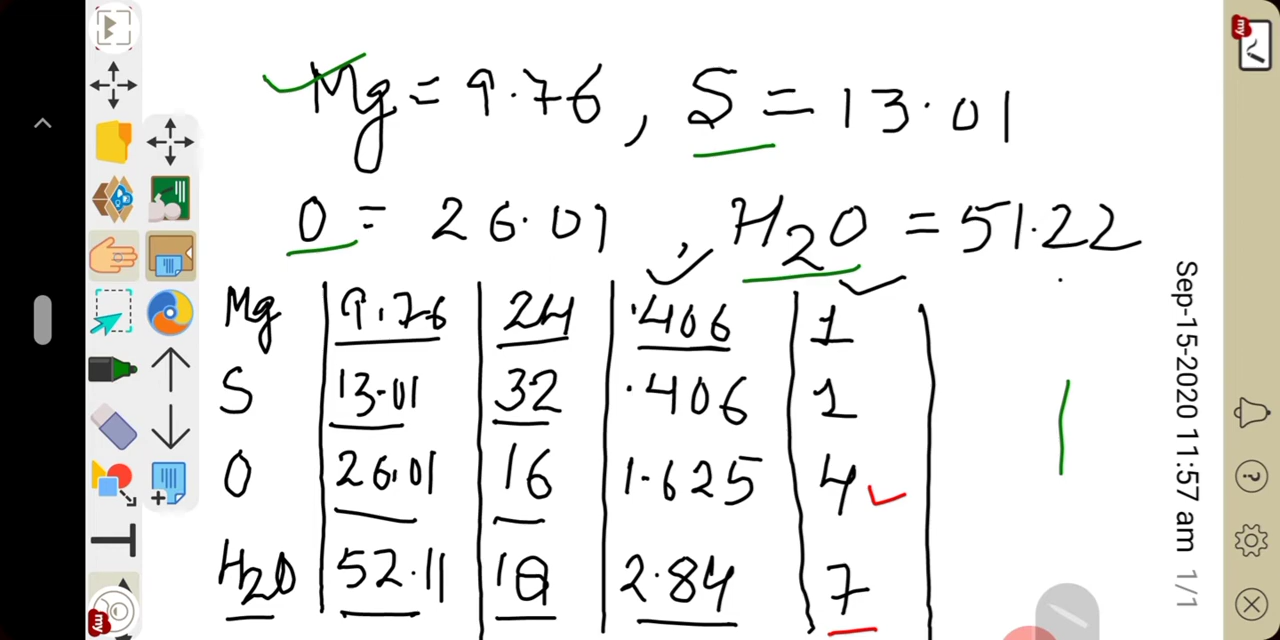 Mg = 9.76, S = 13.01
O = 26.01, H2O = 51.22
Mg 9.76 24 .406 1
S 13.01 32 .406 1
O 26.01 16 1.625 4
H2O 52.11 18 2.84 7
Sep-15-2020 11:57 am 1/1
my
my